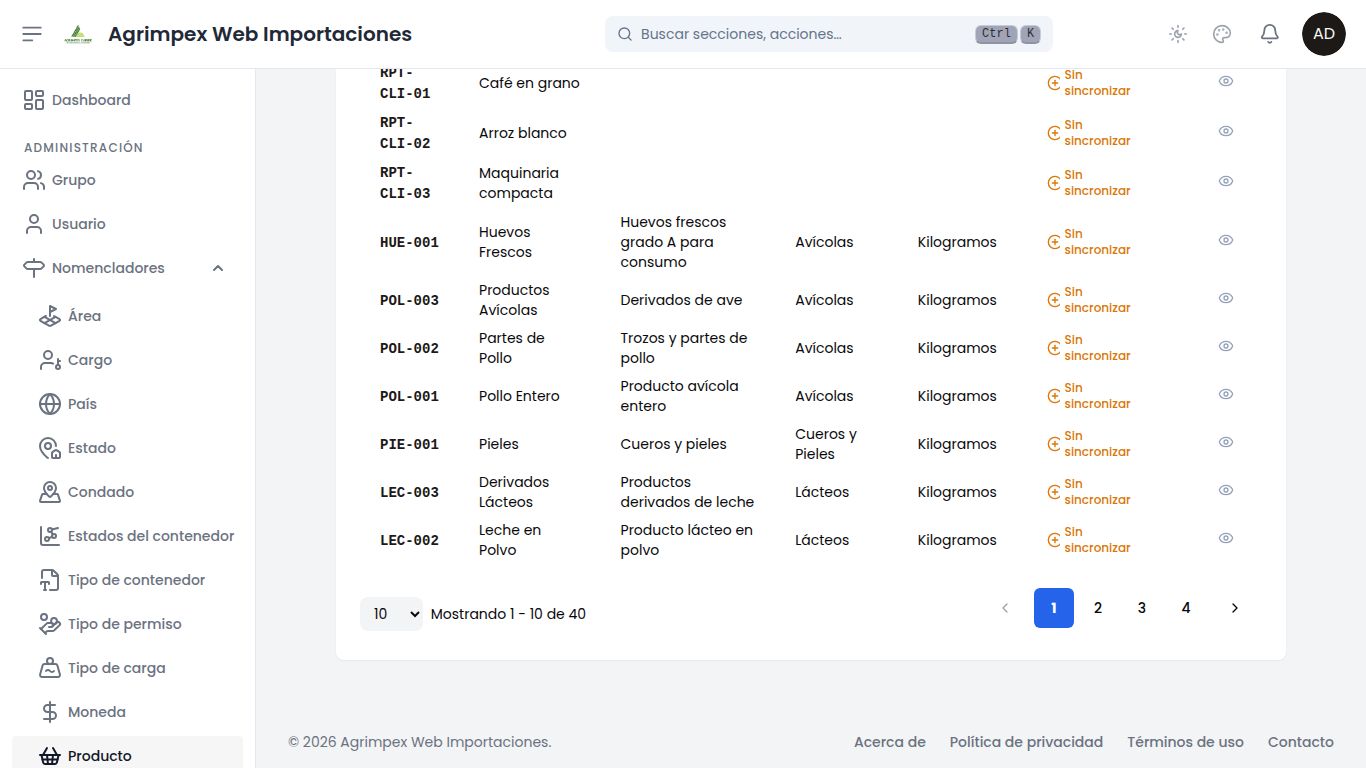 Agrimpex Web Importaciones
Buscar secciones, acciones...
Ctrl K
AD
Dashboard
ADMINISTRACIÓN
Grupo
Usuario
Nomencladores
Área
Cargo
País
Estado
Condado
Estados del contenedor
Tipo de contenedor
Tipo de permiso
Tipo de carga
Moneda
Producto
RPT-
CLI-01
Café en grano
Sin
sincronizar
RPT-
CLI-02
Arroz blanco
Sin
sincronizar
RPT-
CLI-03
Maquinaria
compacta
Sin
sincronizar
HUE-001
Huevos
Frescos
Huevos frescos
grado A para
consumo
Avícolas
Kilogramos
Sin
sincronizar
POL-003
Productos
Avícolas
Derivados de ave
Avícolas
Kilogramos
Sin
sincronizar
POL-002
Partes de
Pollo
Trozos y partes de
pollo
Avícolas
Kilogramos
Sin
sincronizar
POL-001
Pollo Entero
Producto avícola
entero
Avícolas
Kilogramos
Sin
sincronizar
PIE-001
Pieles
Cueros y pieles
Cueros y
Pieles
Kilogramos
Sin
sincronizar
LEC-003
Derivados
Lácteos
Productos
derivados de leche
Lácteos
Kilogramos
Sin
sincronizar
LEC-002
Leche en
Polvo
Producto lácteo en
polvo
Lácteos
Kilogramos
Sin
sincronizar
10
Mostrando 1 - 10 de 40
1 2 3 4
© 2026 Agrimpex Web Importaciones.
Acerca de
Política de privacidad
Términos de uso
Contacto